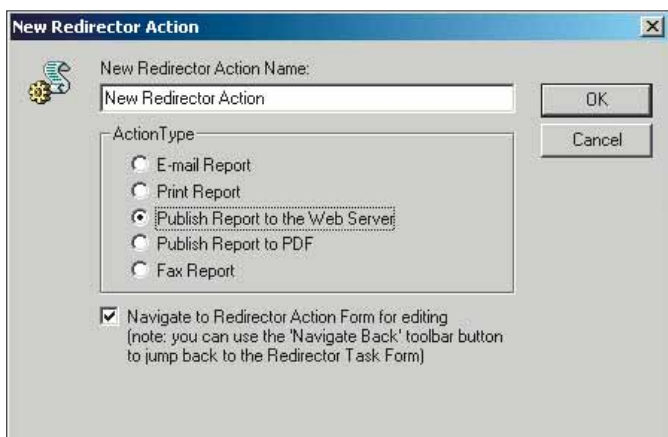 New Redirector Action
New Redirector Action Name:
New Redirector Action
OK
Cancel
ActionType
E-mail Report
Print Report
Publish Report to the Web Server
Publish Report to PDF
Fax Report
Navigate to Redirector Action Form for editing
(note: you can use the 'Navigate Back' toolbar button
to jump back to the Redirector Task Form)